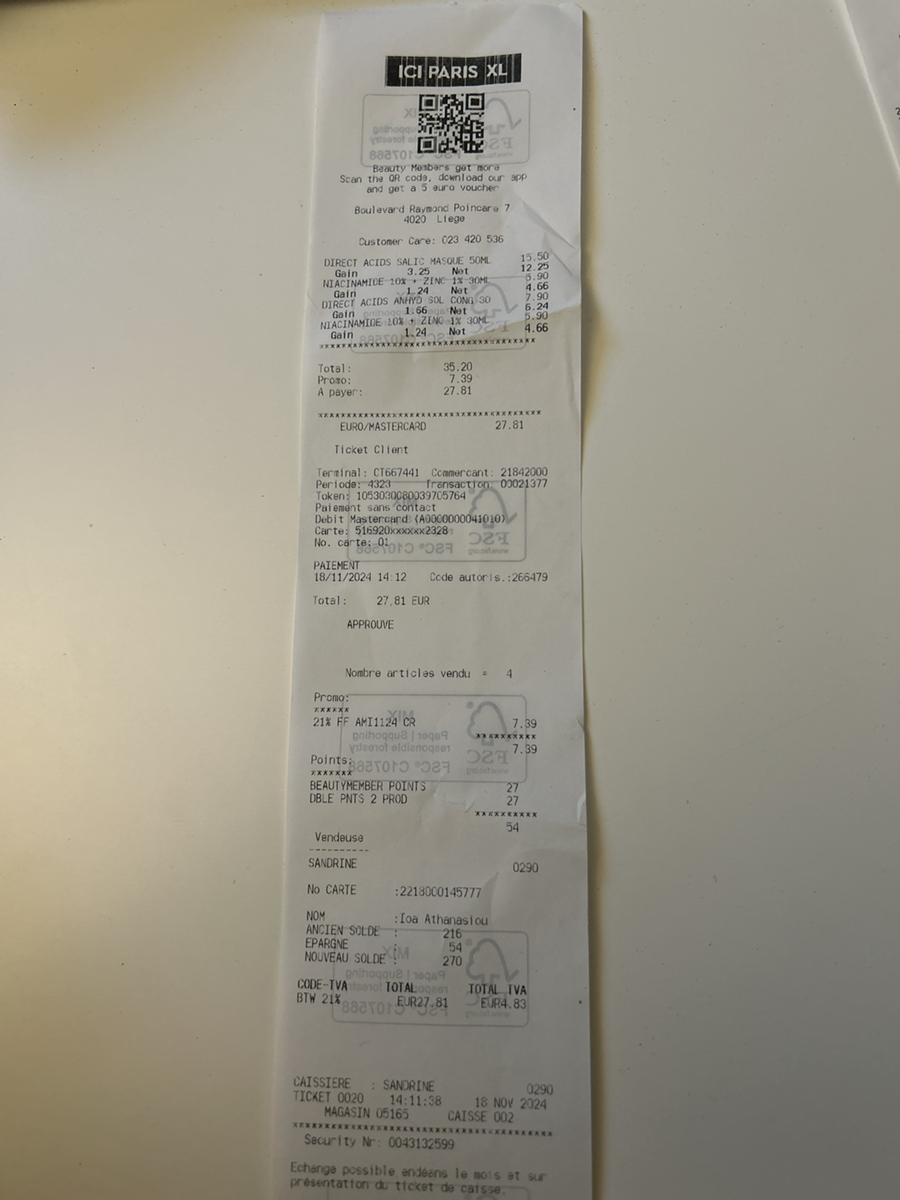 ICI PARIS XL
Beauty Members get more
Scan the QR code, download our app
and get a 5 euro voucher
Boulevard Raymond Poincare 7
4020 Liege
Customer Care: 023 420 536
DIRECT ACIDS SALIC MASQUE 50ML 15.50
Gain 3.25 Net 12.25
NIACINAMIDE 10% + ZINC 1% 30ML 5.90
Gain 1.24 Net 4.66
DIRECT ACIDS ANHYD SOL CONG 30 7.90
Gain 1.66 Net 6.24
NIACINAMIDE 10% + ZINC 1% 30ML 5.90
Gain 1.24 Net 4.66
Total: 35.20
Promo: 7.39
A payer: 27.81
EURO/MASTERCARD 27.81
Ticket Client
Terminal: CT667441 Commercant: 21842000
Periode: 4323 Transaction: 00021377
Token: 1053030080039705764
Paiement sans contact
Debit Mastercard (A0000000041010)
Carte: 516920xxxxxx2328
No. carte: 01
PAIEMENT
18/11/2024 14:12 Code autoris.:266479
Total: 27,81 EUR
APPROUVE
Nombre articles vendu = 4
Promo:
xxxxxx
21% FF AMI1124 CR 7.39
xxxxxxxxxx
7.39
Points:
xxxxxxx
BEAUTYMEMBER POINTS 27
DBLE PNTS 2 PROD 27
xxxxxxxxxx
54
Vendeuse
----------
SANDRINE 0290
No CARTE :2213000145777
NOM :Ioa Athanasiou
ANCIEN SOLDE : 216
EPARGNE : 54
NOUVEAU SOLDE : 270
CODE-TVA TOTAL TOTAL TVA
BTW 21% EUR27.81 EUR4.83
CAISSIERE : SANDRINE 0290
TICKET 0020 14:11:38 18 NOV 2024
MAGASIN 05165 CAISSE 002
Security Nr: 0043132599
Echange possible endeans le mois et sur
présentation du ticket de caisse.